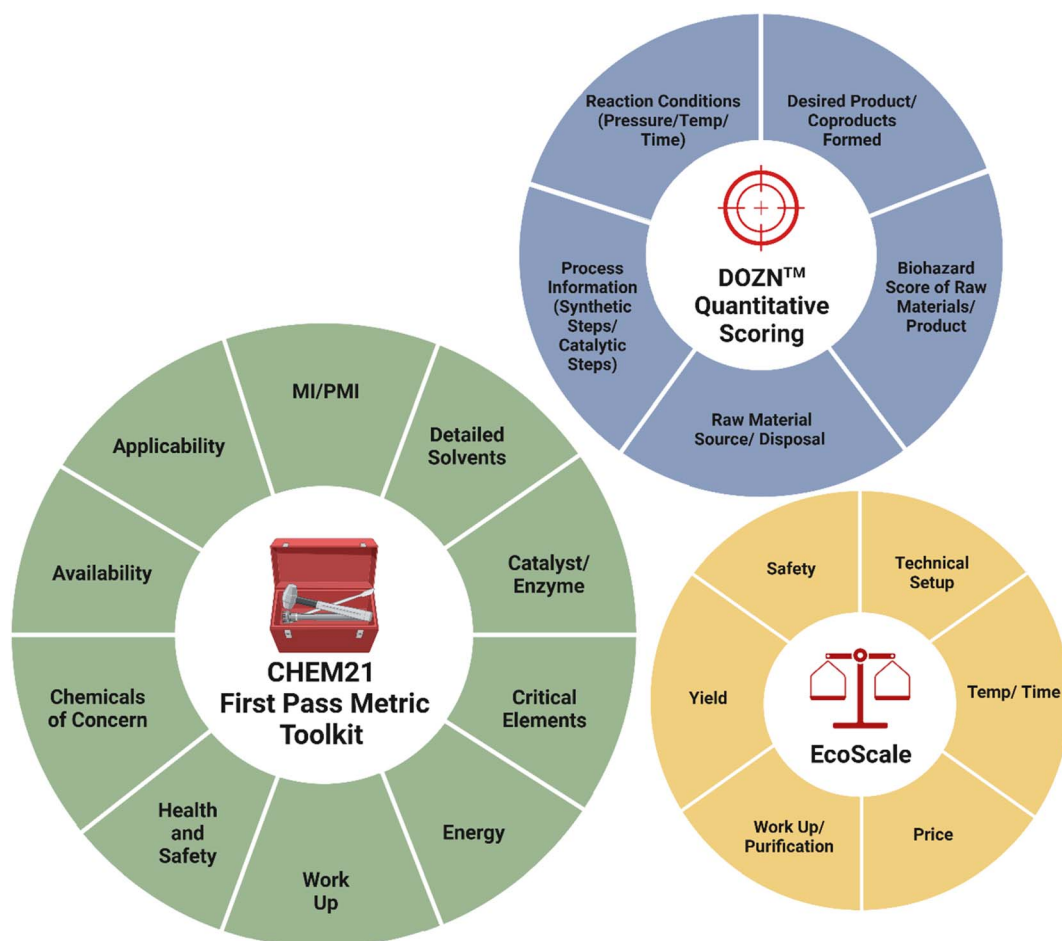 Reaction Conditions
(Pressure/Temp/
Time)
Desired Product/
Coproducts
Formed
Process
Information
(Synthetic
Steps/
Catalytic
Steps)
DOZN™
Quantitative
Scoring
Biohazard
Score of Raw
Materials/
Product
Raw Material
Source/ Disposal
MI/PMI
Applicability
Detailed
Solvents
Availability
Catalyst/
Enzyme
CHEM21
First Pass Metric
Toolkit
Chemicals
of Concern
Critical
Elements
Health
and
Safety
Energy
Work
Up
Safety
Technical
Setup
Yield
Temp/ Time
EcoScale
Work Up/
Purification
Price